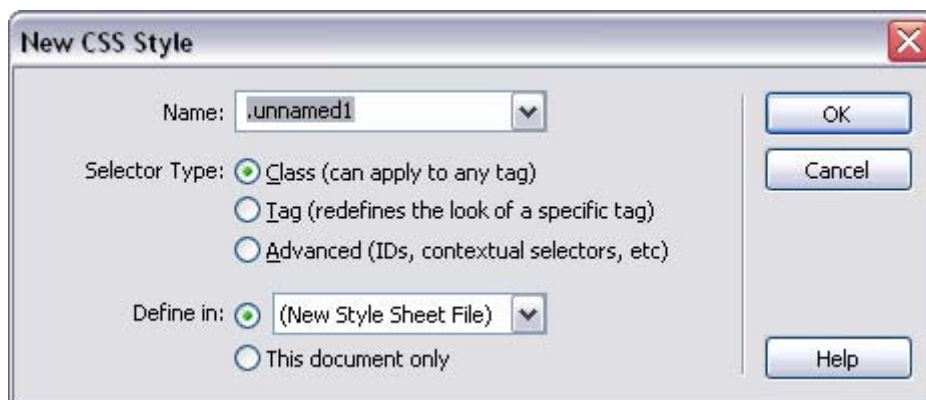 New CSS Style
Name: .unnamed1
OK
Selector Type: Class (can apply to any tag)
Cancel
Tag (redefines the look of a specific tag)
Advanced (IDs, contextual selectors, etc)
Define in: (New Style Sheet File)
This document only
Help